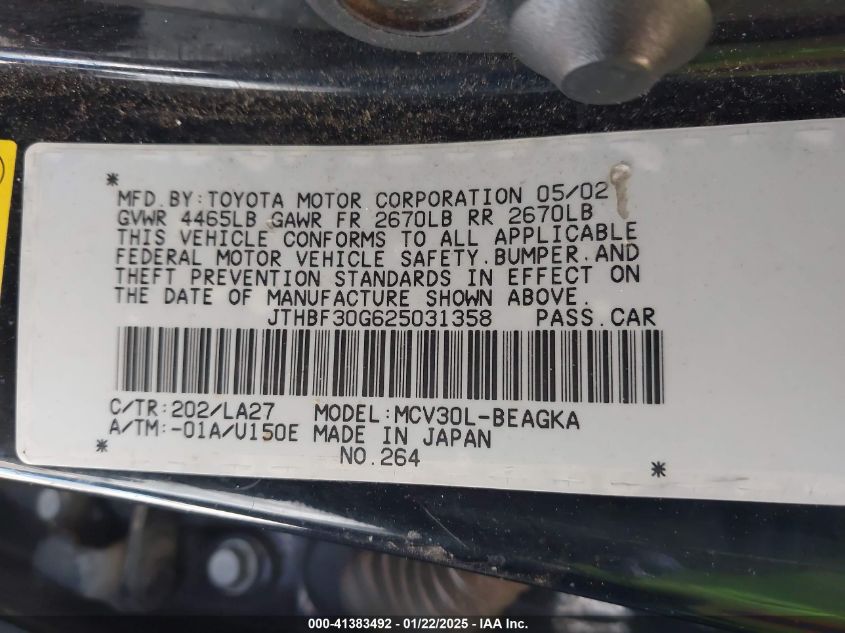 MFD.BY:TOYOTA MOTOR CORPORATION 05/02
GVWR 4465LB GAWR FR 2670LB RR 2670LB
THIS VEHICLE CONFORMS TO ALL APPLICABLE
FEDERAL MOTOR VEHICLE SAFETY.BUMPER.AND
THEFT PREVENTION STANDARDS IN EFFECT ON
THE DATE OF MANUFACTURE SHOWN ABOVE.
JTHBF30G625031358 PASS.CAR
C/TR:202/LA27 MODEL:MCV30L-BEAGKA
A/TM:-01A/U150E MADE IN JAPAN
NO.264
000-41383492 - 01/22/2025 - IAA Inc.